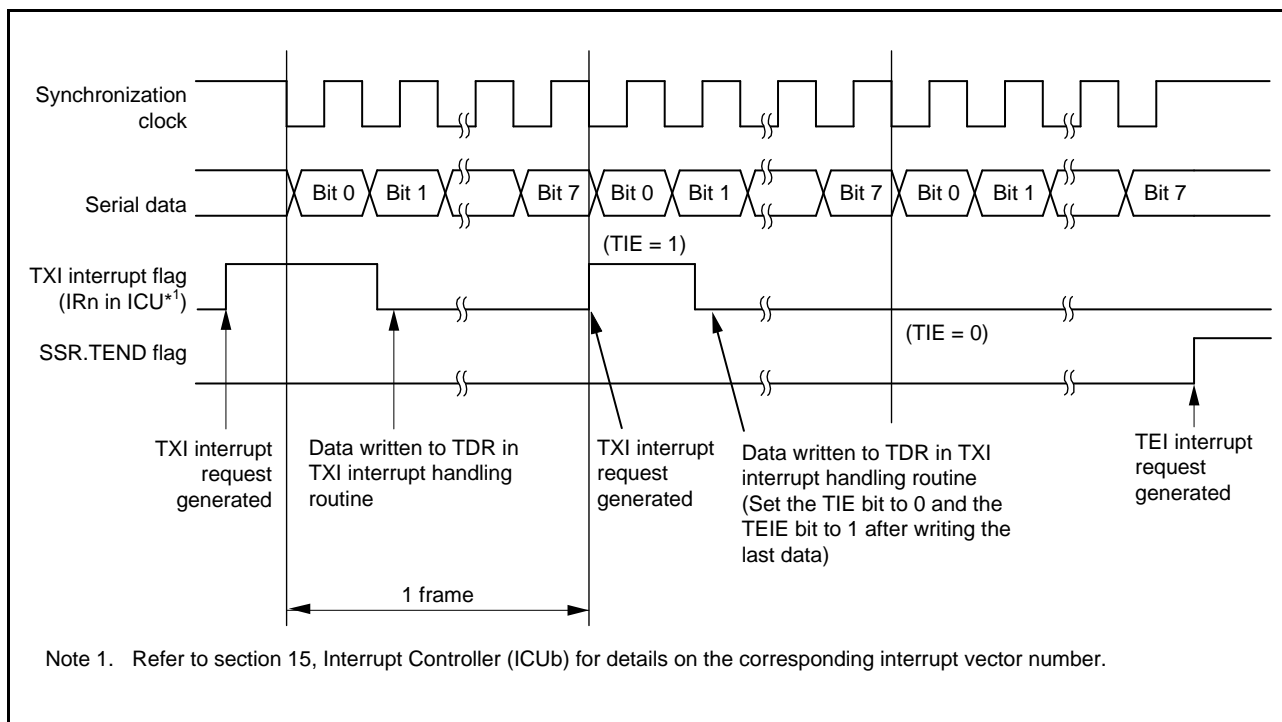 Synchronization
clock
Serial data
Bit 0 Bit 1 Bit 7 Bit 0 Bit 1 Bit 7 Bit 0 Bit 1 Bit 7
(TIE = 1)
TXI interrupt flag
(IRn in ICU*1)
(TIE = 0)
SSR.TEND flag
TXI interrupt
request
generated
Data written to TDR in
TXI interrupt handling
routine
TXI interrupt
request
generated
Data written to TDR in TXI
interrupt handling routine
(Set the TIE bit to 0 and the
TEIE bit to 1 after writing the
last data)
TEI interrupt
request
generated
1 frame
Note 1. Refer to section 15, Interrupt Controller (ICUb) for details on the corresponding interrupt vector number.